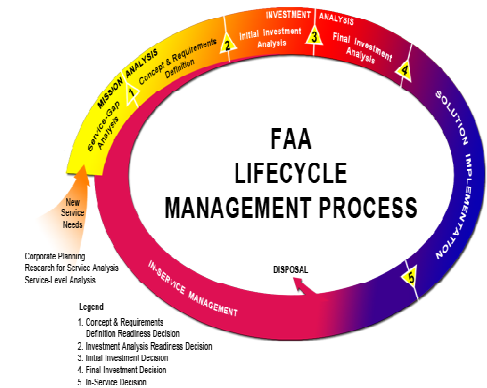 INVESTMENT ANALYSIS
MISSION ANALYSIS
Service-Gap
Analysis
1
Concept & Requirements
Definition
2
Initial Investment
Analysis
3
Final Investment
Analysis
4
SOLUTION IMPLEMENTATION
5
IN-SERVICE MANAGEMENT
DISPOSAL
FAA
LIFECYCLE
MANAGEMENT PROCESS
New
Service
Needs
Corporate Planning
Research for Service Analysis
Service-Level Analysis
Legend
1. Concept & Requirements
Definition Readiness Decision
2. Investment Analysis Readiness Decision
3. Initial Investment Decision
4. Final Investment Decision
5. In-Service Decision